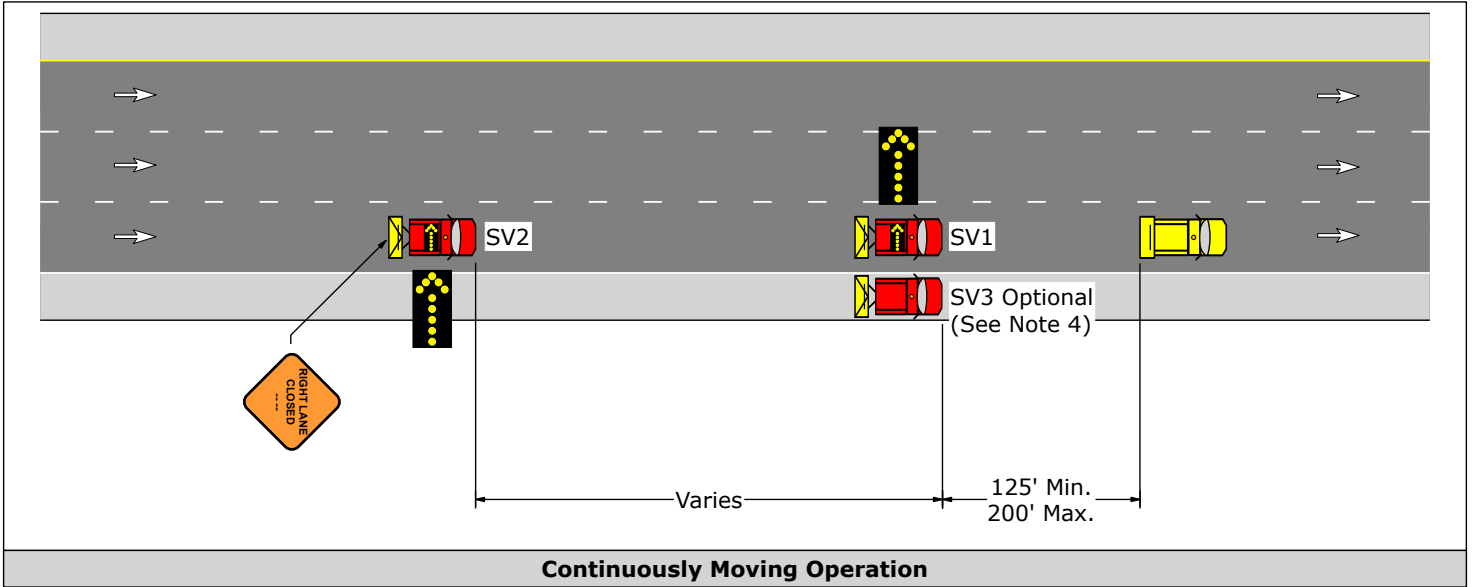 SV2
SV1
SV3 Optional
(See Note 4)
RIGHT LANE
CLOSED
-- --
Varies
125' Min.
200' Max.
Continuously Moving Operation